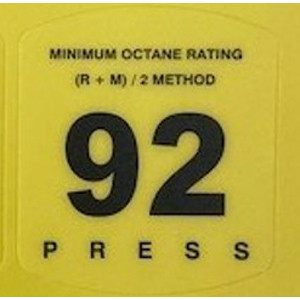 MINIMUM OCTANE RATING
(R + M) / 2 METHOD
92
PRESS